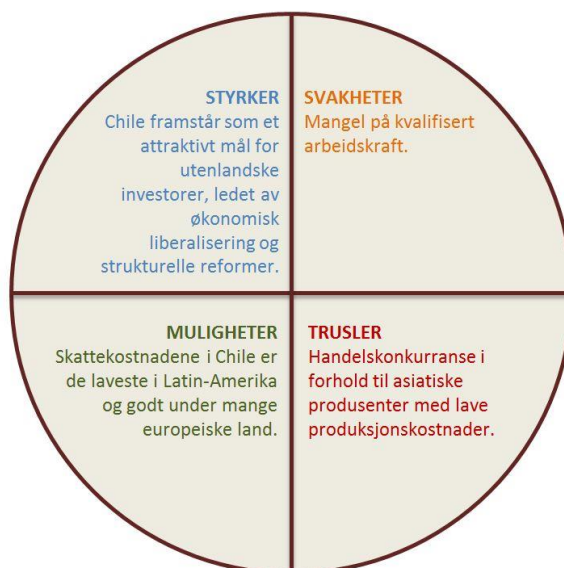 STYRKER
Chile framstår som et
attraktivt mål for
utenlandske
investorer, ledet av
økonomisk
liberalisering og
strukturelle reformer.
SVAKHETER
Mangel på kvalifisert
arbeidskraft.
MULIGHETER
Skattekostnadene i Chile er
de laveste i Latin-Amerika
og godt under mange
europeiske land.
TRUSLER
Handelskonkurranse i
forhold til asiatiske
produsenter med lave
produksjonskostnader.